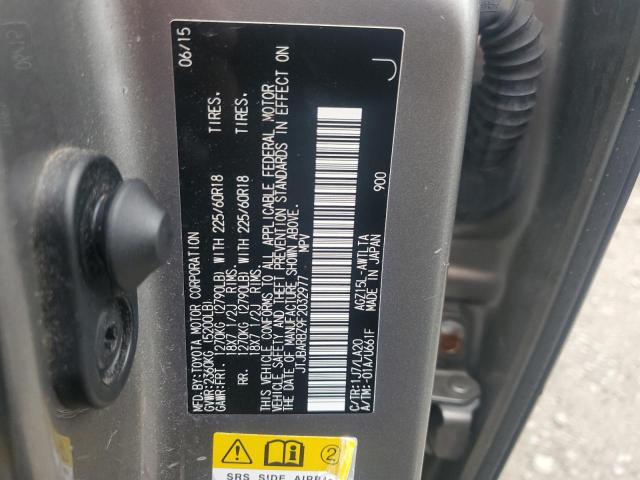 MFD.BY:TOYOTA MOTOR CORPORATION 06/15
GVWR:2360KG (5200LB)
GAWR:FRT. 1270KG (2790LB) WITH 225/60R18 TIRES.
18X7 1/2J RIMS.
RR. 1270KG (2790LB) WITH 225/60R18 TIRES.
18X7 1/2J RIMS.
THIS VEHICLE CONFORMS TO ALL APPLICABLE FEDERAL MOTOR
VEHICLE SAFETY AND THEFT PREVENTION STANDARDS IN EFFECT ON
THE DATE OF MANUFACTURE SHOWN ABOVE.
JTJBARBZ9F2032977 MPV
J
C/TR:1J7/LA20 AGZ15L-AWTLTA 900
A/TM:-01A/U661F MADE IN JAPAN
2
SRS SIDE AIRBAG